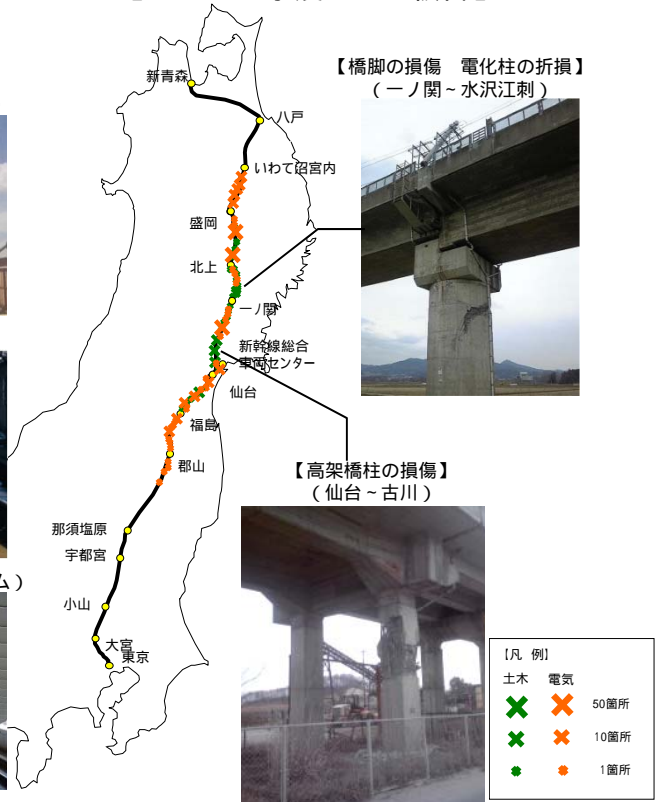 新青森
八戸
いわて沼宮内
盛岡
北上
一ノ関
新幹線総合
車両センター
仙台
福島
郡山
那須塩原
宇都宮
小山
大宮
東京
【橋脚の損傷　電化柱の折損】
（一ノ関～水沢江刺）
【高架橋柱の損傷】
（仙台～古川）
ム）
【凡　例】
土木　電気
50箇所
10箇所
1箇所